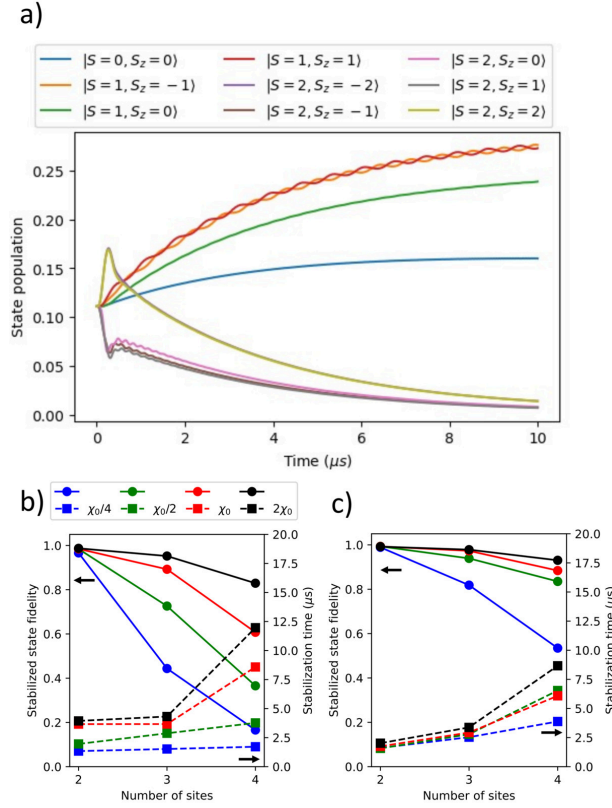 a)
|S = 0, S_z = 0⟩ |S = 1, S_z = 1⟩ |S = 2, S_z = 0⟩
|S = 1, S_z = −1⟩ |S = 2, S_z = −2⟩ |S = 2, S_z = 1⟩
|S = 1, S_z = 0⟩ |S = 2, S_z = −1⟩ |S = 2, S_z = 2⟩
State population
0.25
0.20
0.15
0.10
0.05
0.00
0 2 4 6 8 10
Time (μs)
b)
χ₀/4 χ₀/2 χ₀ 2χ₀
Stabilized state fidelity
1.0
0.8
0.6
0.4
0.2
0.0
20.0
17.5
15.0
12.5
10.0
7.5
5.0
2.5
0.0
Stabilization time (μs)
2 3 4
Number of sites
c)
Stabilized state fidelity
1.0
0.8
0.6
0.4
0.2
0.0
20.0
17.5
15.0
12.5
10.0
7.5
5.0
2.5
0.0
Stabilization time (μs)
2 3 4
Number of sites